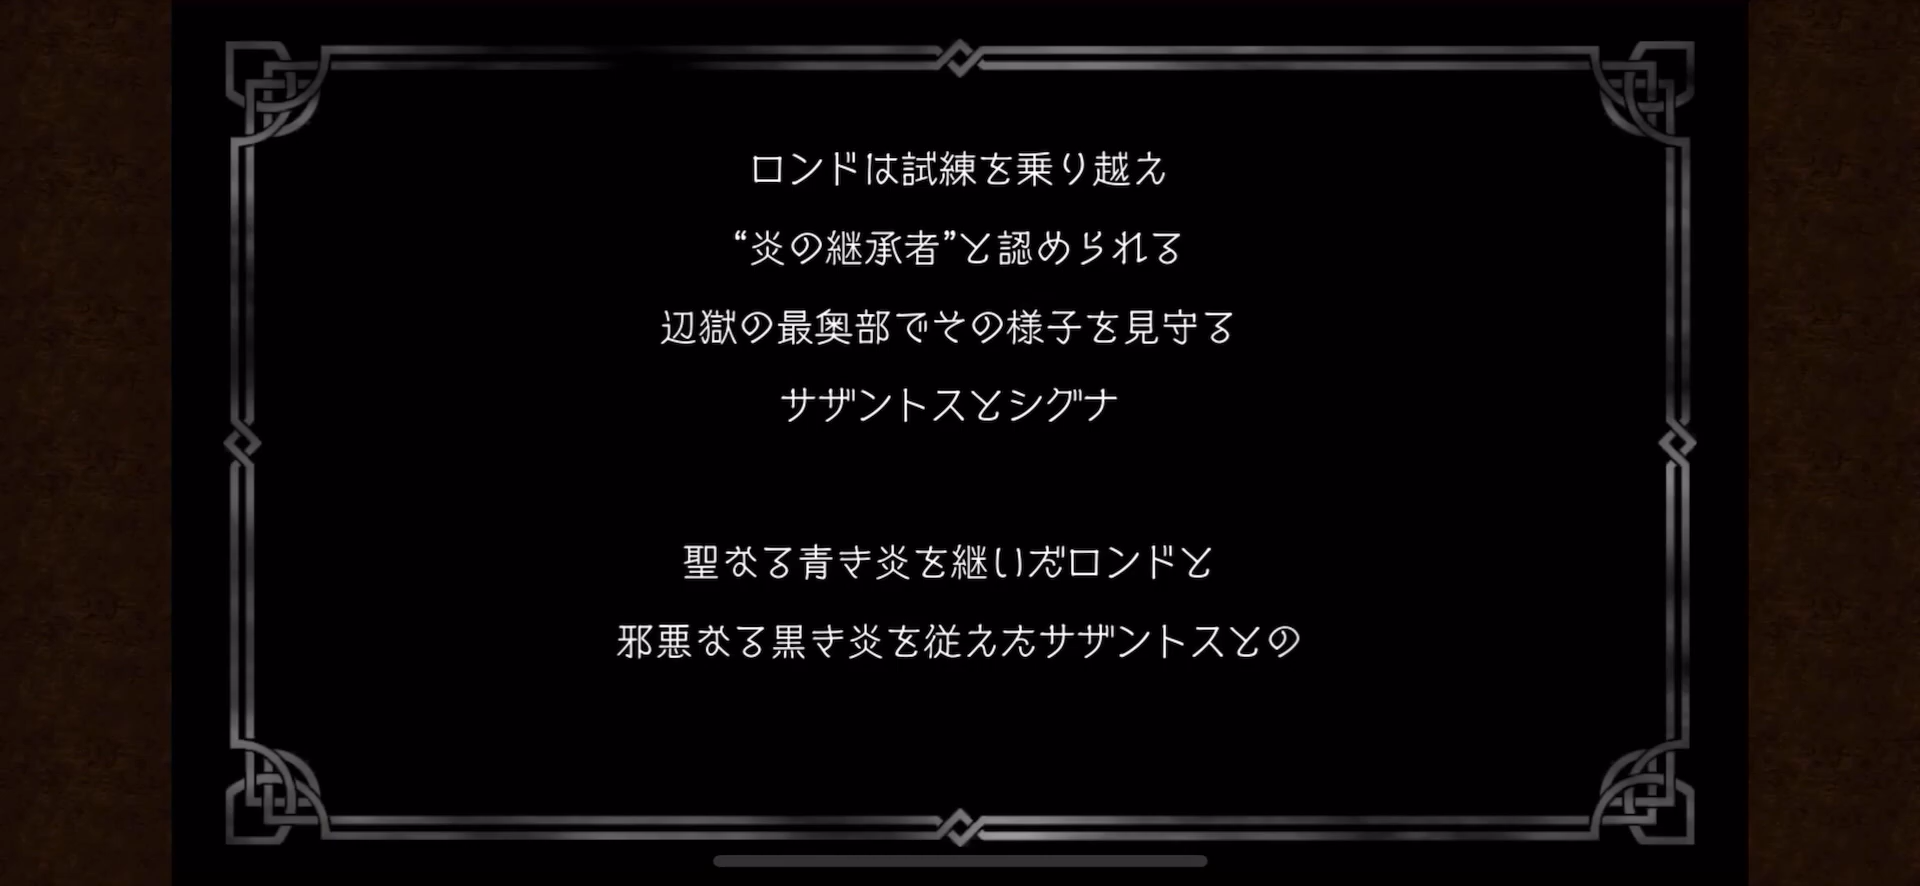 ロンドは試練を乗り越え
“炎の継承者”と認められる
辺獄の最奥部でその様子を見守る
サザントスとシグナ
聖なる青き炎を継いだロンドと
邪悪なる黒き炎を従えたサザントスとの